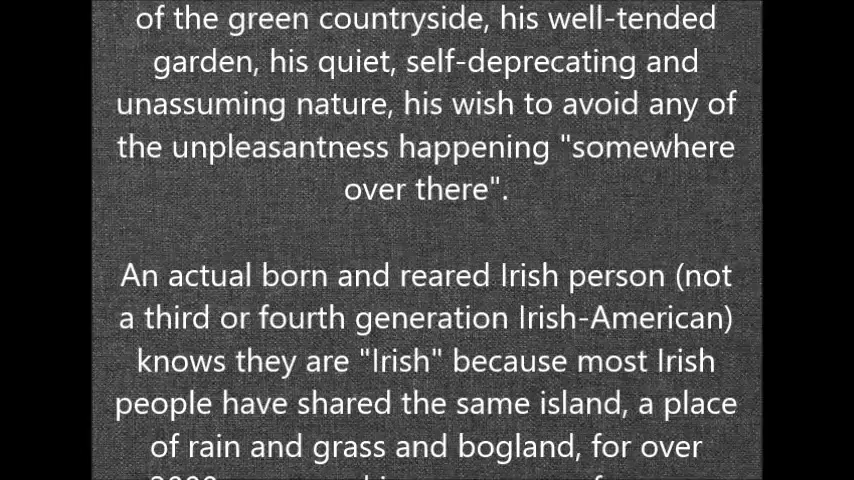 of the green countryside, his well-tended
garden, his quiet, self-deprecating and
unassuming nature, his wish to avoid any of
the unpleasantness happening "somewhere
over there".
An actual born and reared Irish person (not
a third or fourth generation Irish-American)
knows they are "Irish" because most Irish
people have shared the same island, a place
of rain and grass and bogland, for over